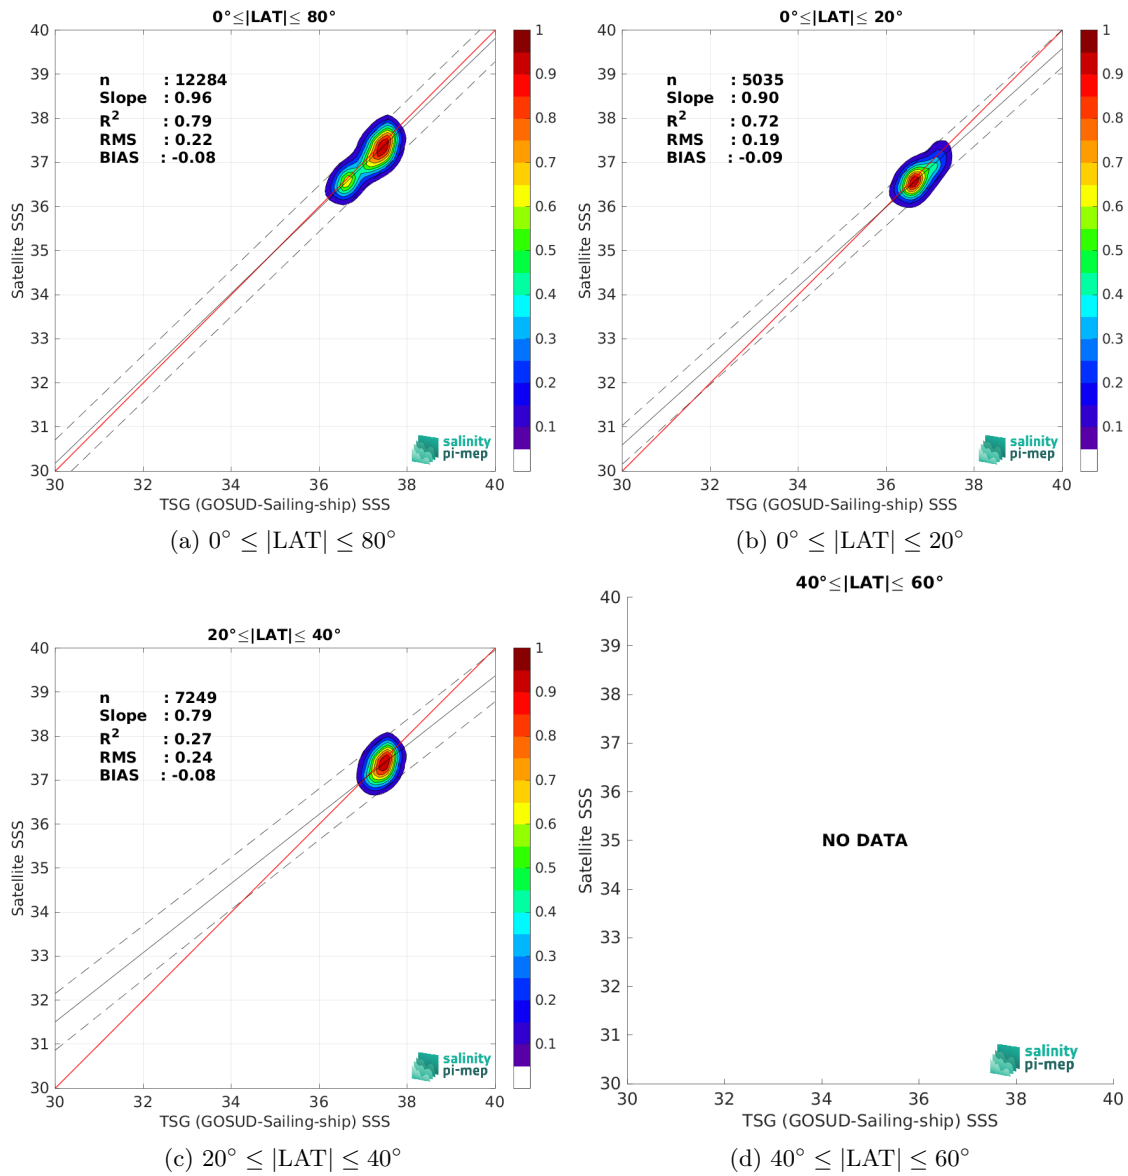 0°≤|LAT|≤ 80°
40
39
38
37
36
35
34
33
32
31
30
Satellite SSS
n : 12284
Slope : 0.96
R² : 0.79
RMS : 0.22
BIAS : -0.08
salinity
pi-mep
30 32 34 36 38 40
TSG (GOSUD-Sailing-ship) SSS
1
0.9
0.8
0.7
0.6
0.5
0.4
0.3
0.2
0.1
(a) 0° ≤ |LAT| ≤ 80°
0°≤|LAT|≤ 20°
40
39
38
37
36
35
34
33
32
31
30
Satellite SSS
n : 5035
Slope : 0.90
R² : 0.72
RMS : 0.19
BIAS : -0.09
salinity
pi-mep
30 32 34 36 38 40
TSG (GOSUD-Sailing-ship) SSS
1
0.9
0.8
0.7
0.6
0.5
0.4
0.3
0.2
0.1
(b) 0° ≤ |LAT| ≤ 20°
20°≤|LAT|≤ 40°
40
39
38
37
36
35
34
33
32
31
30
Satellite SSS
n : 7249
Slope : 0.79
R² : 0.27
RMS : 0.24
BIAS : -0.08
salinity
pi-mep
30 32 34 36 38 40
TSG (GOSUD-Sailing-ship) SSS
1
0.9
0.8
0.7
0.6
0.5
0.4
0.3
0.2
0.1
(c) 20° ≤ |LAT| ≤ 40°
40°≤|LAT|≤ 60°
40
39
38
37
36
35
34
33
32
31
30
Satellite SSS
NO DATA
salinity
pi-mep
30 32 34 36 38 40
TSG (GOSUD-Sailing-ship) SSS
(d) 40° ≤ |LAT| ≤ 60°